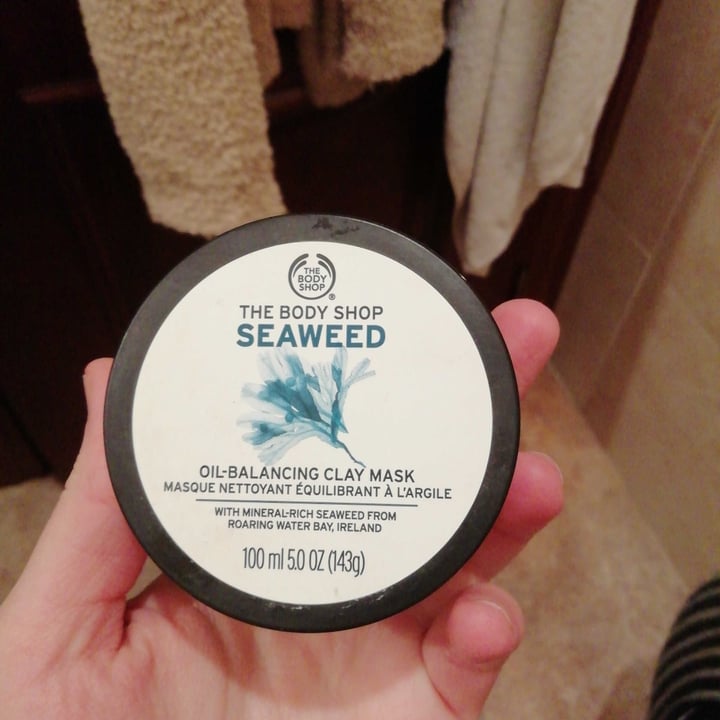 THE
BODY
SHOP
®
THE BODY SHOP
SEAWEED
OIL-BALANCING CLAY MASK
MASQUE NETTOYANT ÉQUILIBRANT À L'ARGILE
WITH MINERAL-RICH SEAWEED FROM
ROARING WATER BAY, IRELAND
100 ml 5.0 OZ (143g)